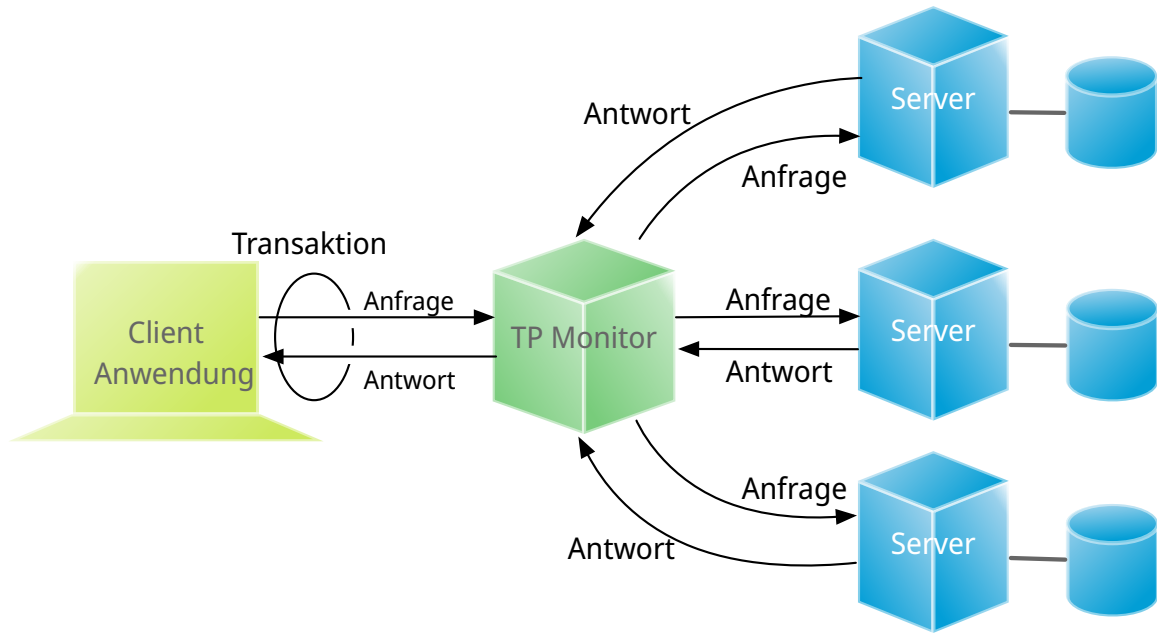 Server
Antwort
Anfrage
Transaktion
Anfrage
Anfrage
Client
Anwendung
TP Monitor
Server
Antwort
Antwort
Anfrage
Server
Antwort